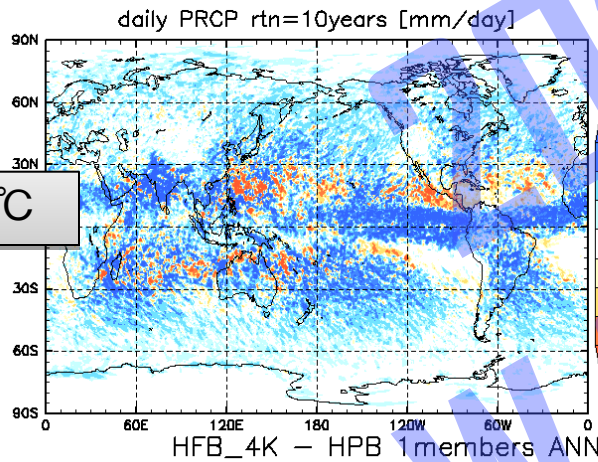 daily PRCP rtn=10years [mm/day]
90N
60N
30N
℃
30S
60S
90S
0 60E 120E 180 120W 60W 0
HFB_4K − HPB 1members ANN